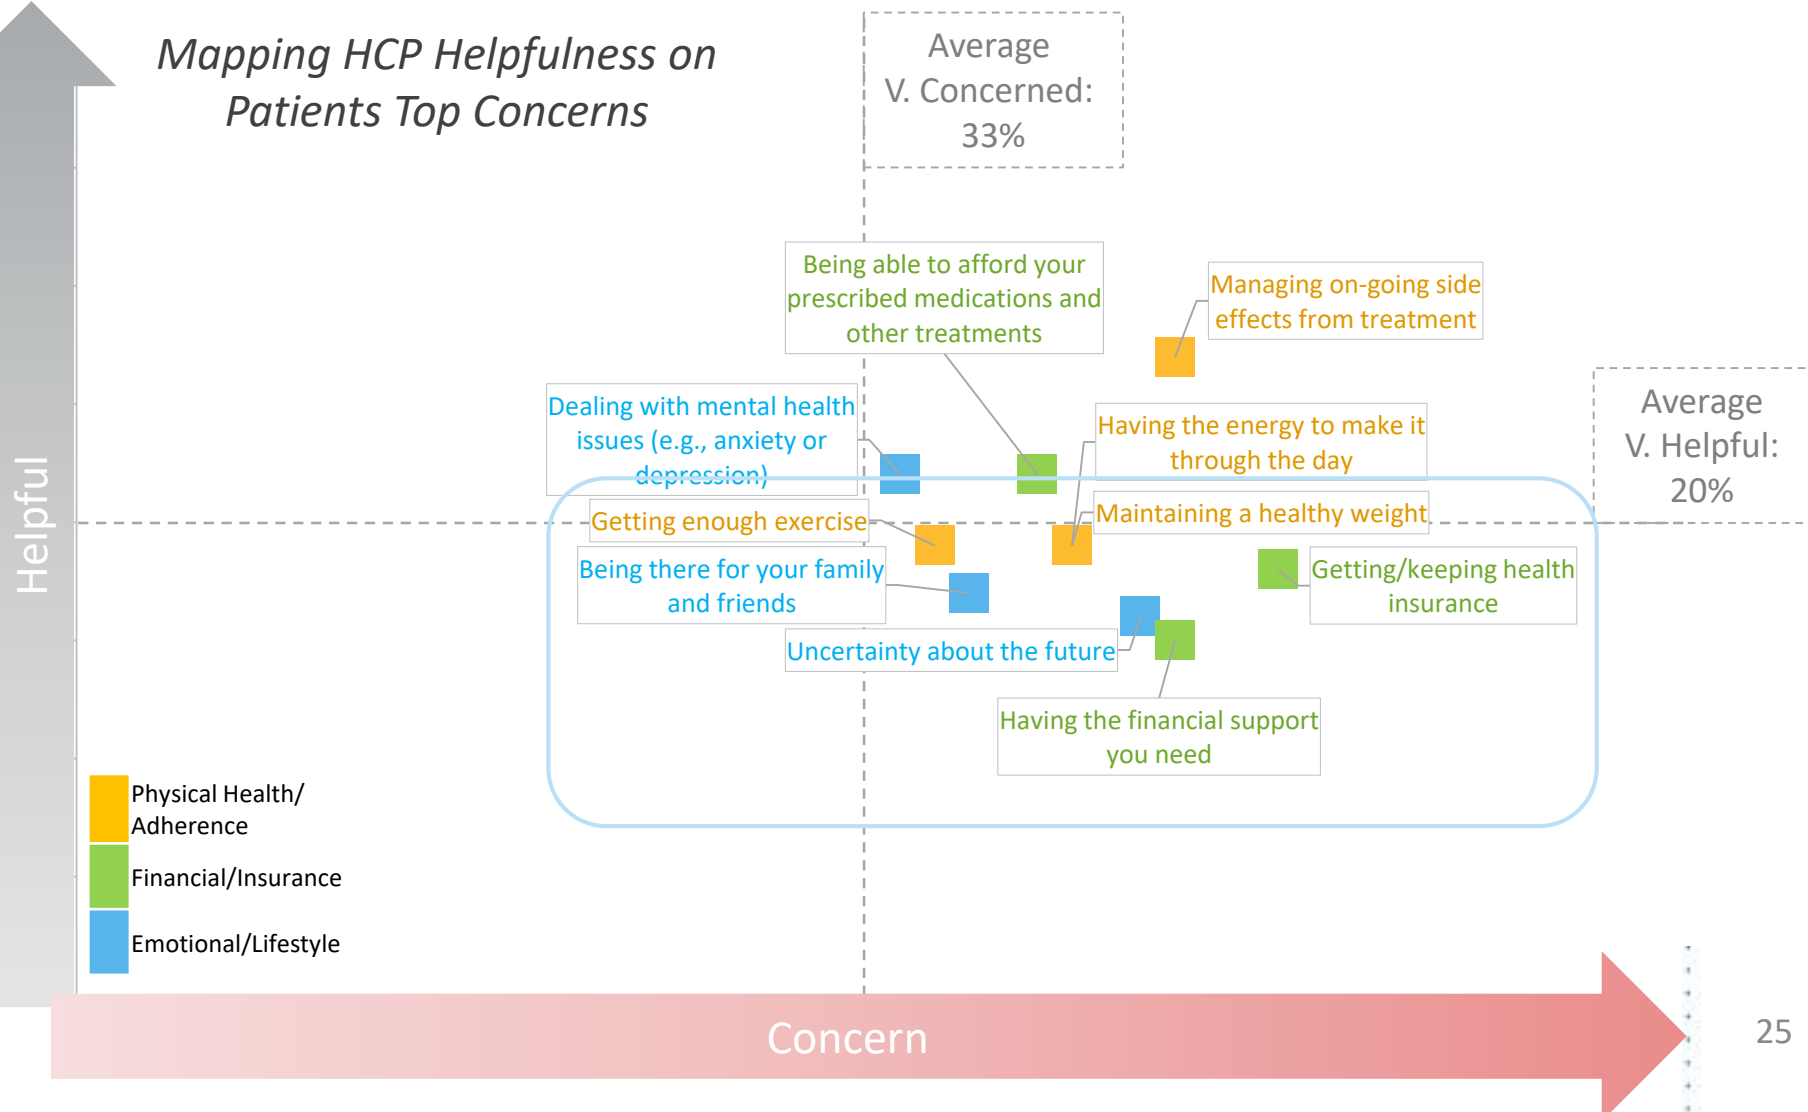 Mapping HCP Helpfulness on
Patients Top Concerns
Average
V. Concerned:
33%
Being able to afford your
prescribed medications and
other treatments
Managing on-going side
effects from treatment
Dealing with mental health
issues (e.g., anxiety or
depression)
Having the energy to make it
through the day
Average
V. Helpful:
20%
Getting enough exercise
Maintaining a healthy weight
Being there for your family
and friends
Getting/keeping health
insurance
Uncertainty about the future
Having the financial support
you need
Helpful
Physical Health/
Adherence
Financial/Insurance
Emotional/Lifestyle
Concern
25